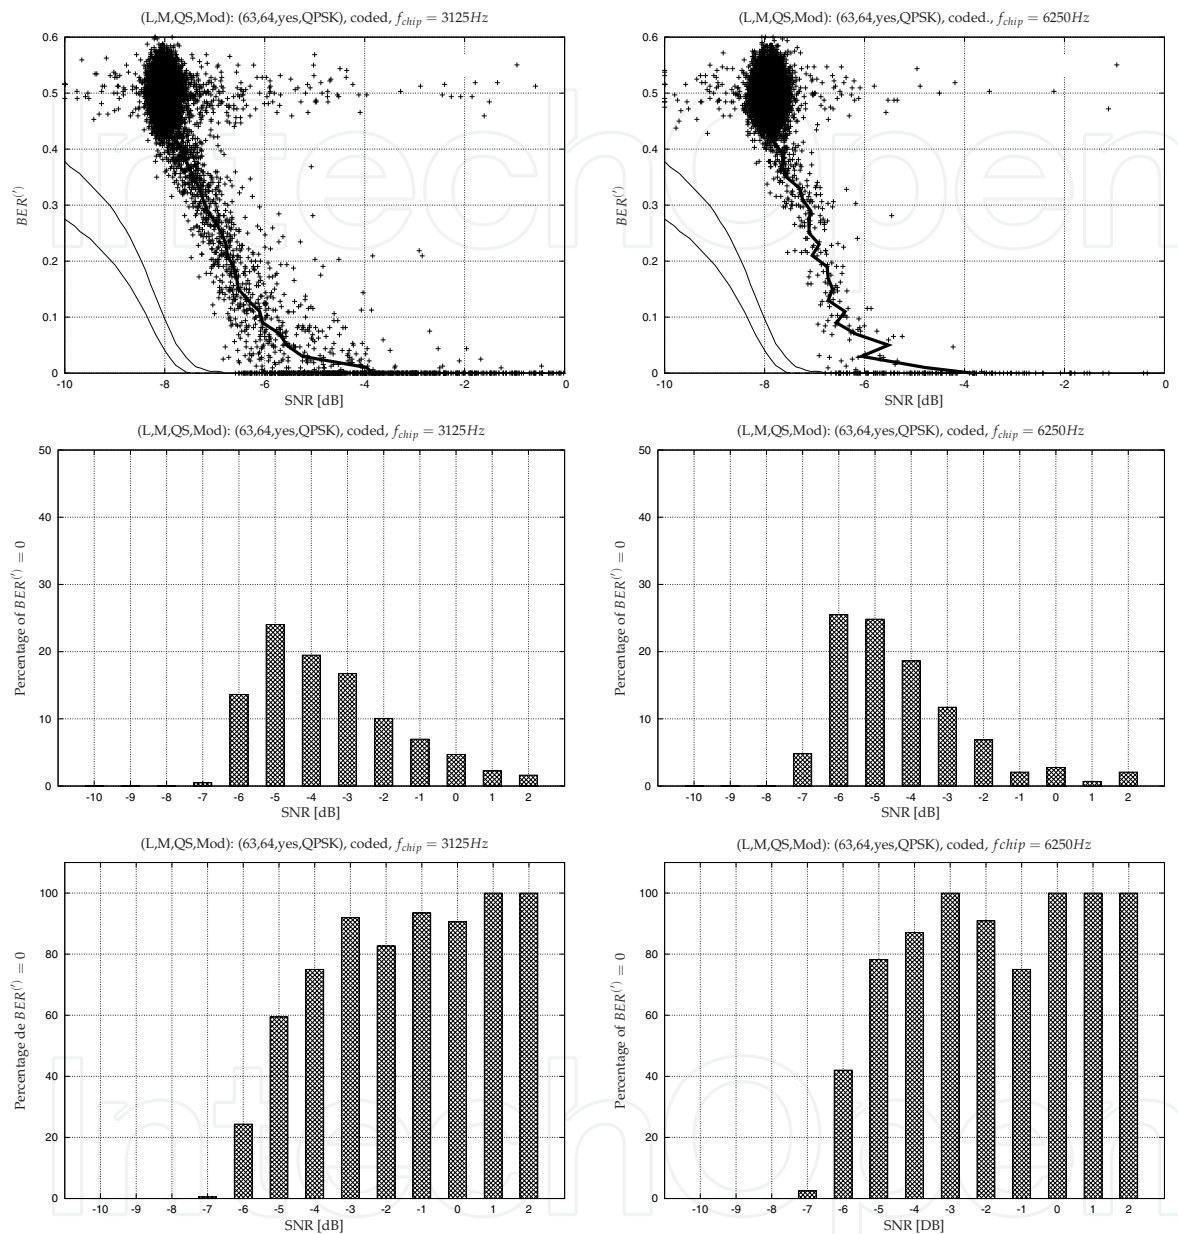 (L,M,QS,Mod): (63,64,yes,QPSK), coded, f_chip = 3125Hz
0.6
0.5
0.4
0.3
0.2
0.1
0
BER(′)
-10 -8 -6 -4 -2 0
SNR [dB]
(L,M,QS,Mod): (63,64,yes,QPSK), coded., f_chip = 6250Hz
0.6
0.5
0.4
0.3
0.2
0.1
0
BER(′)
-10 -8 -6 -4 -2 0
SNR [dB]
(L,M,QS,Mod): (63,64,yes,QPSK), coded, f_chip = 3125Hz
50
40
30
20
10
0
Percentage of BER(′) = 0
-10 -9 -8 -7 -6 -5 -4 -3 -2 -1 0 1 2
SNR [dB]
(L,M,QS,Mod): (63,64,yes,QPSK), coded, f_chip = 6250Hz
50
40
30
20
10
0
Percentage of BER(′) = 0
-10 -9 -8 -7 -6 -5 -4 -3 -2 -1 0 1 2
SNR [dB]
(L,M,QS,Mod): (63,64,yes,QPSK), coded, f_chip = 3125Hz
100
80
60
40
20
0
Percentage de BER(′) = 0
-10 -9 -8 -7 -6 -5 -4 -3 -2 -1 0 1 2
SNR [dB]
(L,M,QS,Mod): (63,64,yes,QPSK), coded, fchip = 6250Hz
100
80
60
40
20
0
Percentage of BER(′) = 0
-10 -9 -8 -7 -6 -5 -4 -3 -2 -1 0 1 2
SNR [DB]
IntechOpen
IntechOpen